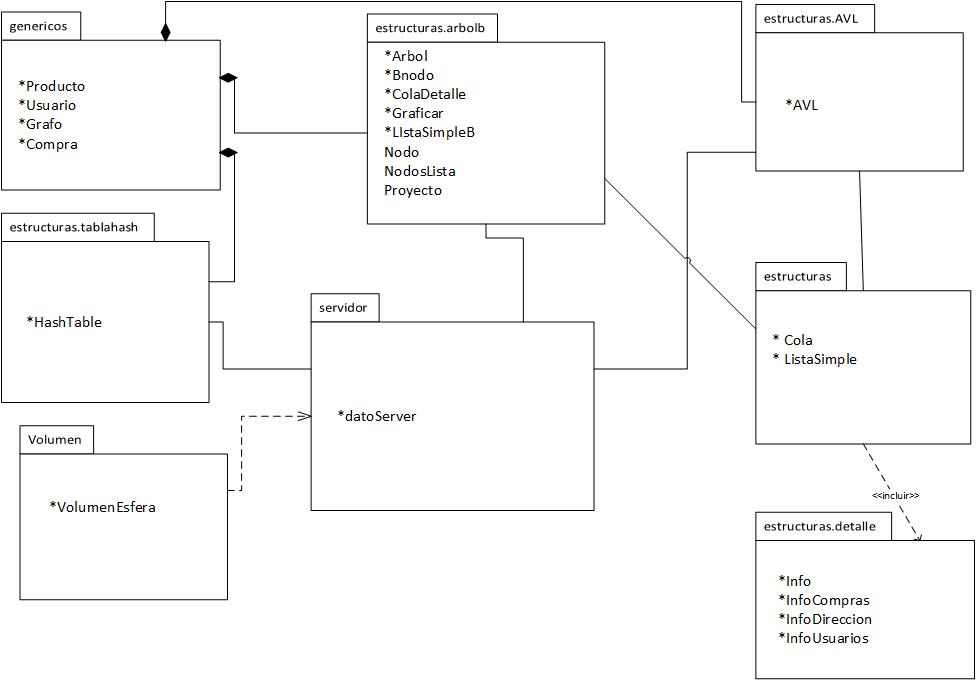 genericos
*Producto
*Usuario
*Grafo
*Compra
estructuras.arbolb
*Arbol
*Bnodo
*ColaDetalle
*Graficar
*LIstaSimpleB
Nodo
NodosLista
Proyecto
estructuras.AVL
*AVL
estructuras.tablahash
*HashTable
servidor
*datoServer
estructuras
* Cola
* ListaSimple
Volumen
*VolumenEsfera
<<incluir>>
estructuras.detalle
*Info
*InfoCompras
*InfoDireccion
*InfoUsuarios